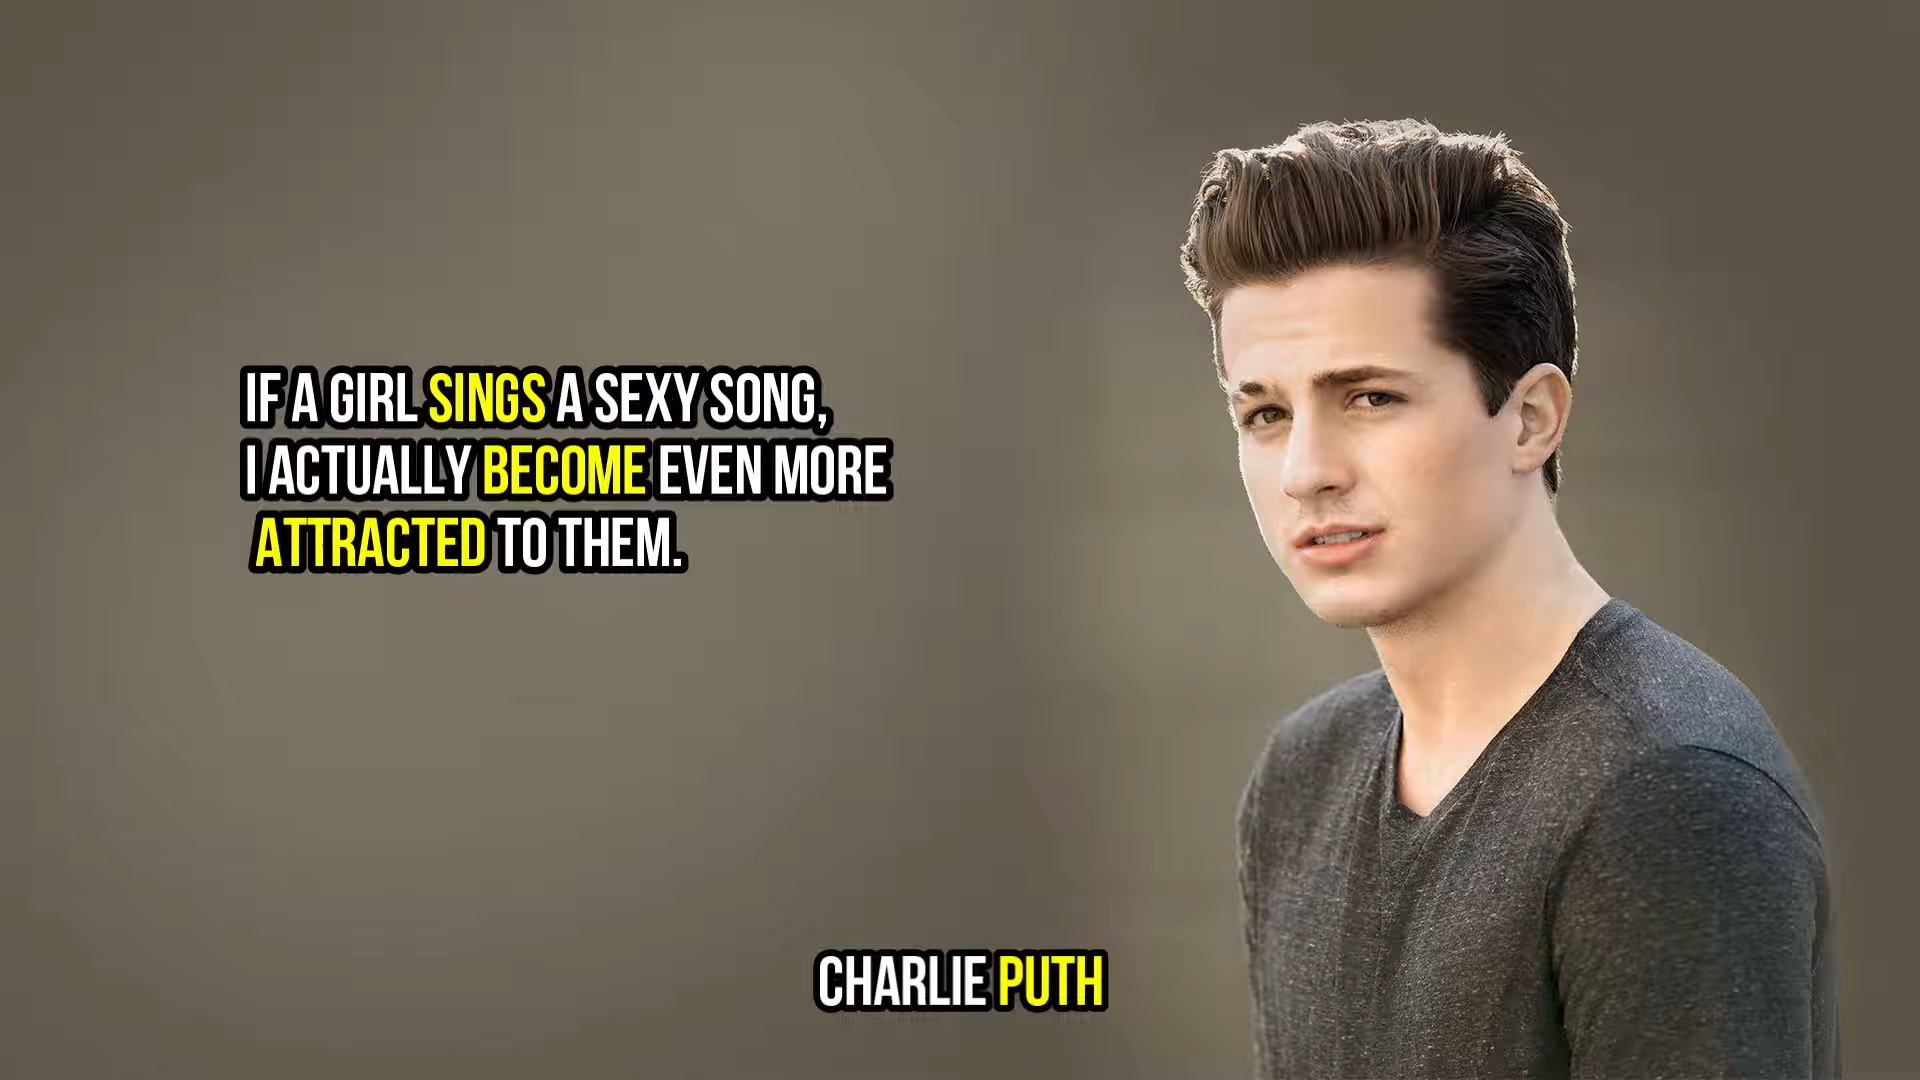 IF A GIRL SINGS A SEXY SONG,
I ACTUALLY BECOME EVEN MORE
ATTRACTED TO THEM.
CHARLIE PUTH